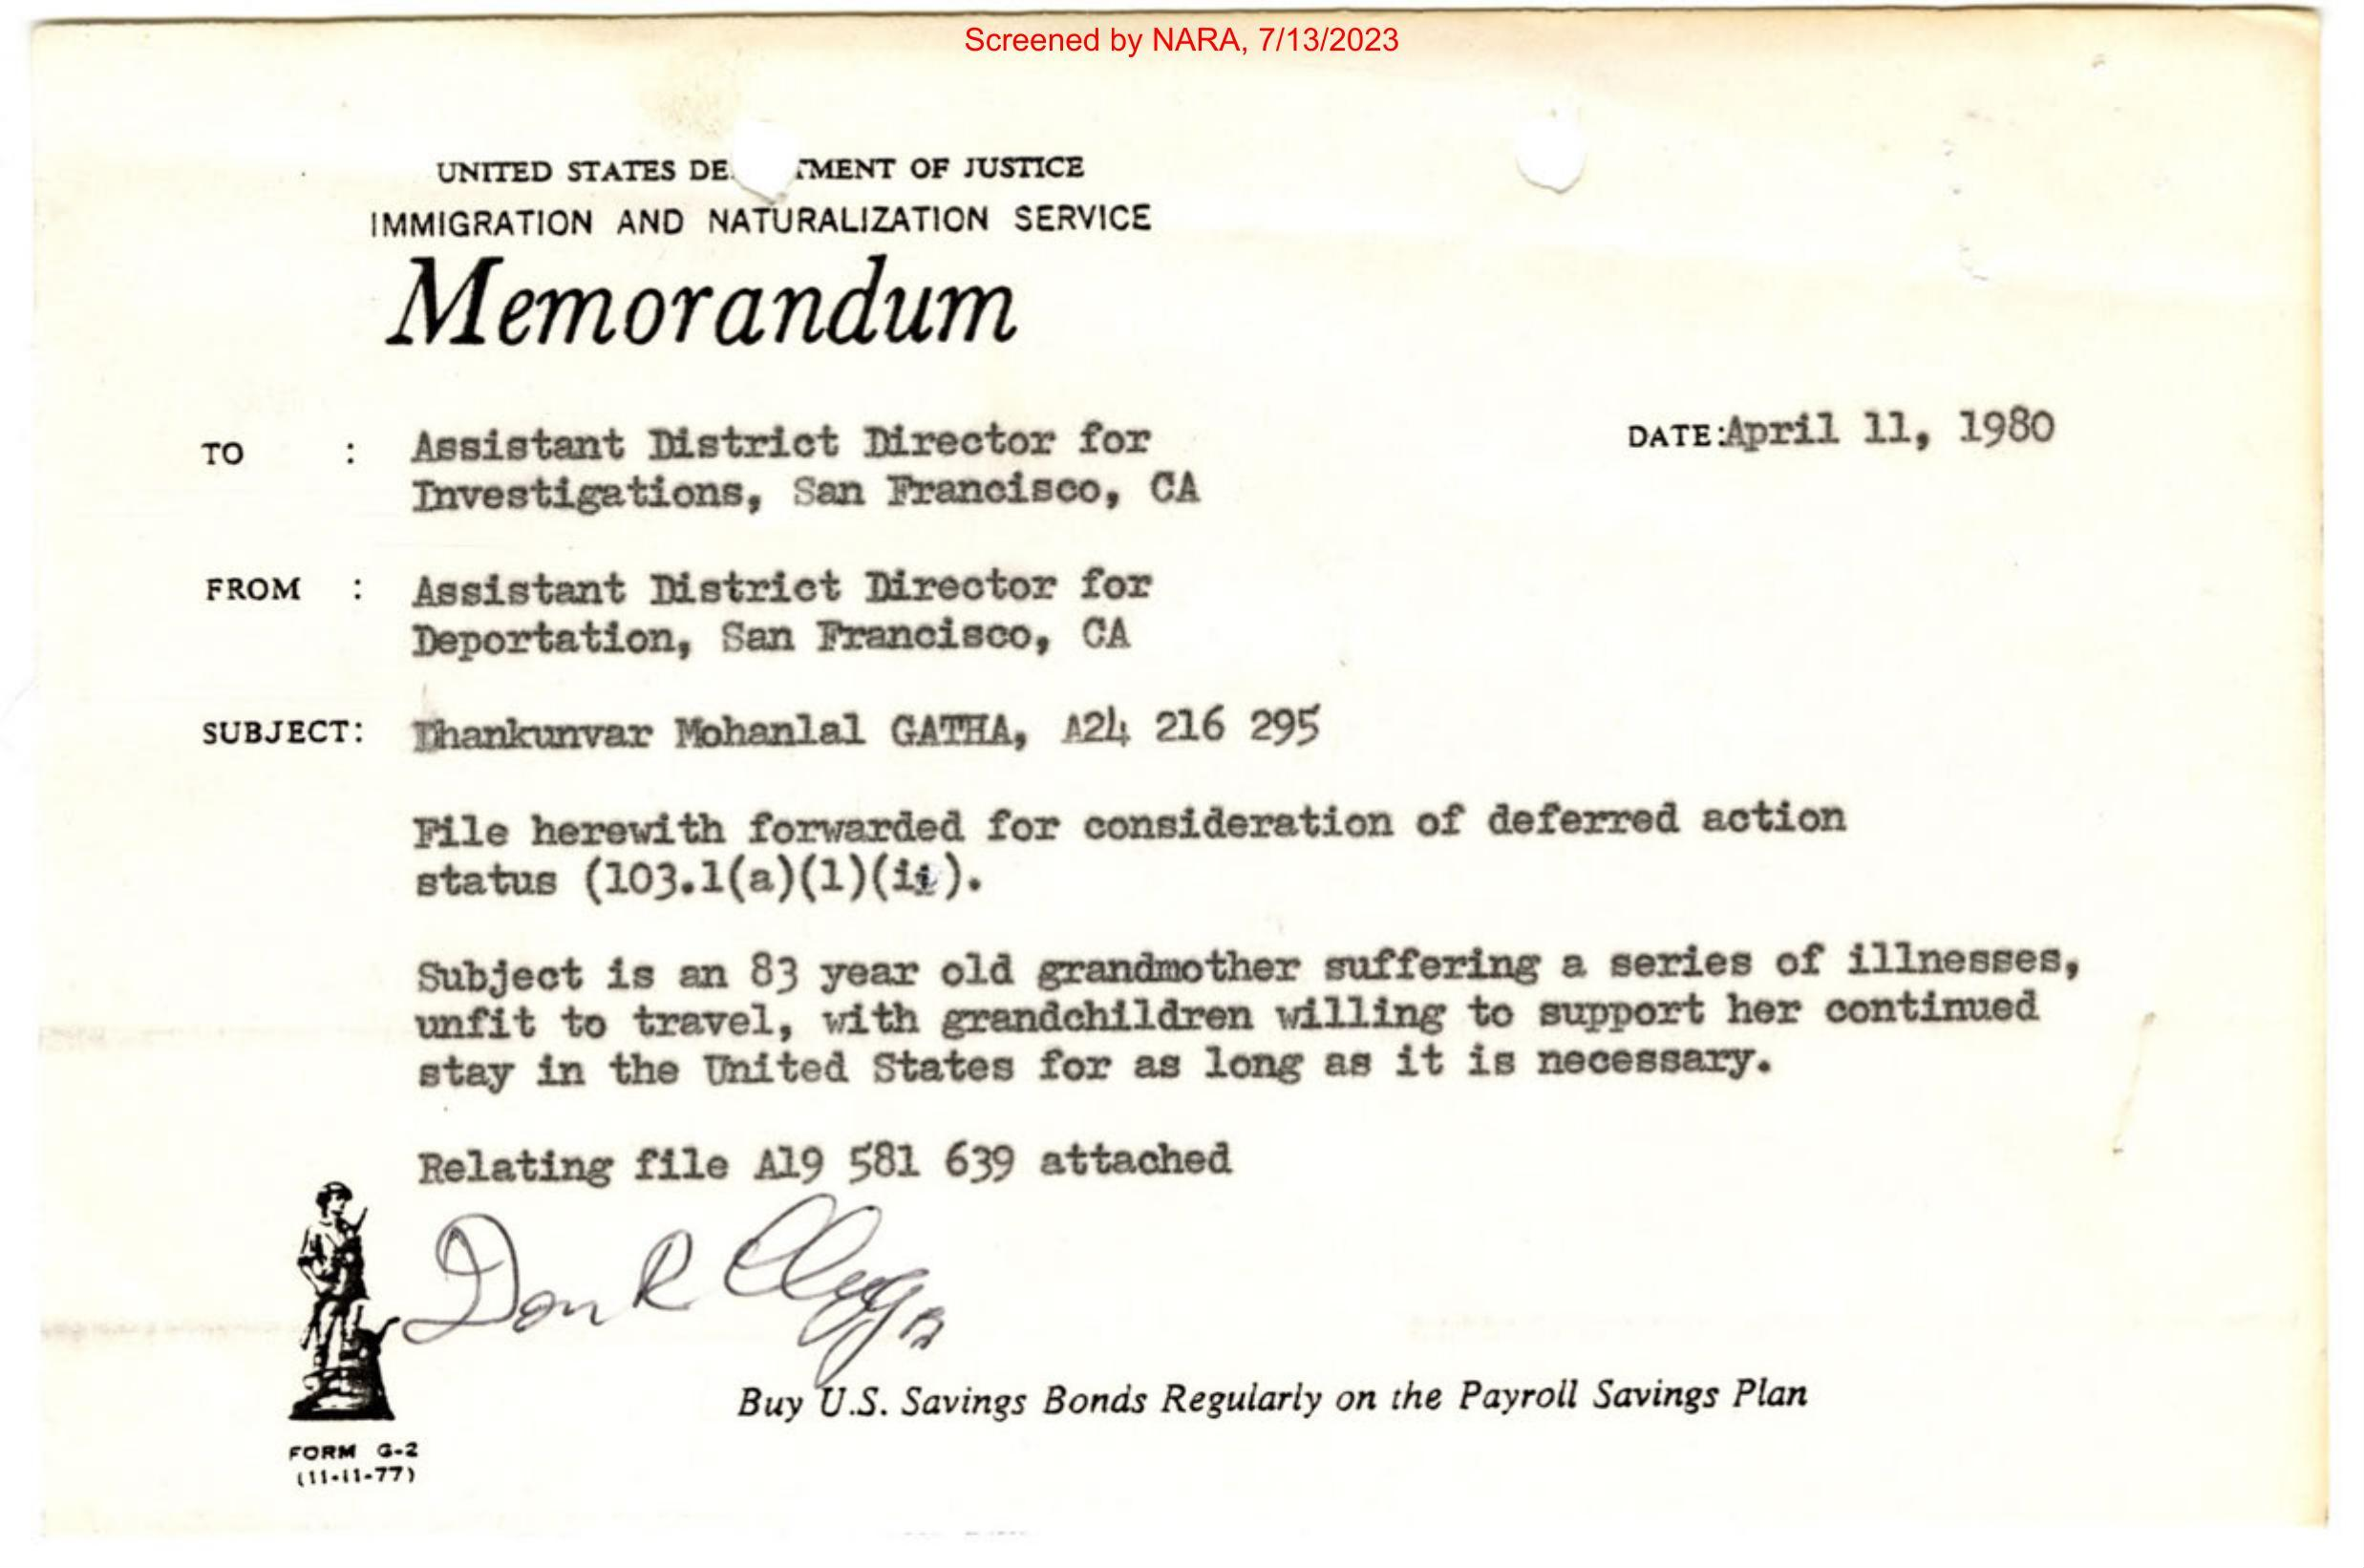 Screened by NARA, 7/13/2023
UNITED STATES DE TMENT OF JUSTICE
IMMIGRATION AND NATURALIZATION SERVICE
Memorandum
TO : Assistant District Director for DATE: April 11, 1980
Investigations, San Francisco, CA
FROM : Assistant District Director for
Deportation, San Francisco, CA
SUBJECT: Dhankunvar Mohanlal GATHA, A24 216 295
File herewith forwarded for consideration of deferred action
status (103.1(a)(1)(ii).
Subject is an 83 year old grandmother suffering a series of illnesses,
unfit to travel, with grandchildren willing to support her continued
stay in the United States for as long as it is necessary.
Relating file A19 581 639 attached
Don R
Buy U.S. Savings Bonds Regularly on the Payroll Savings Plan
FORM G-2
(11-11-77)